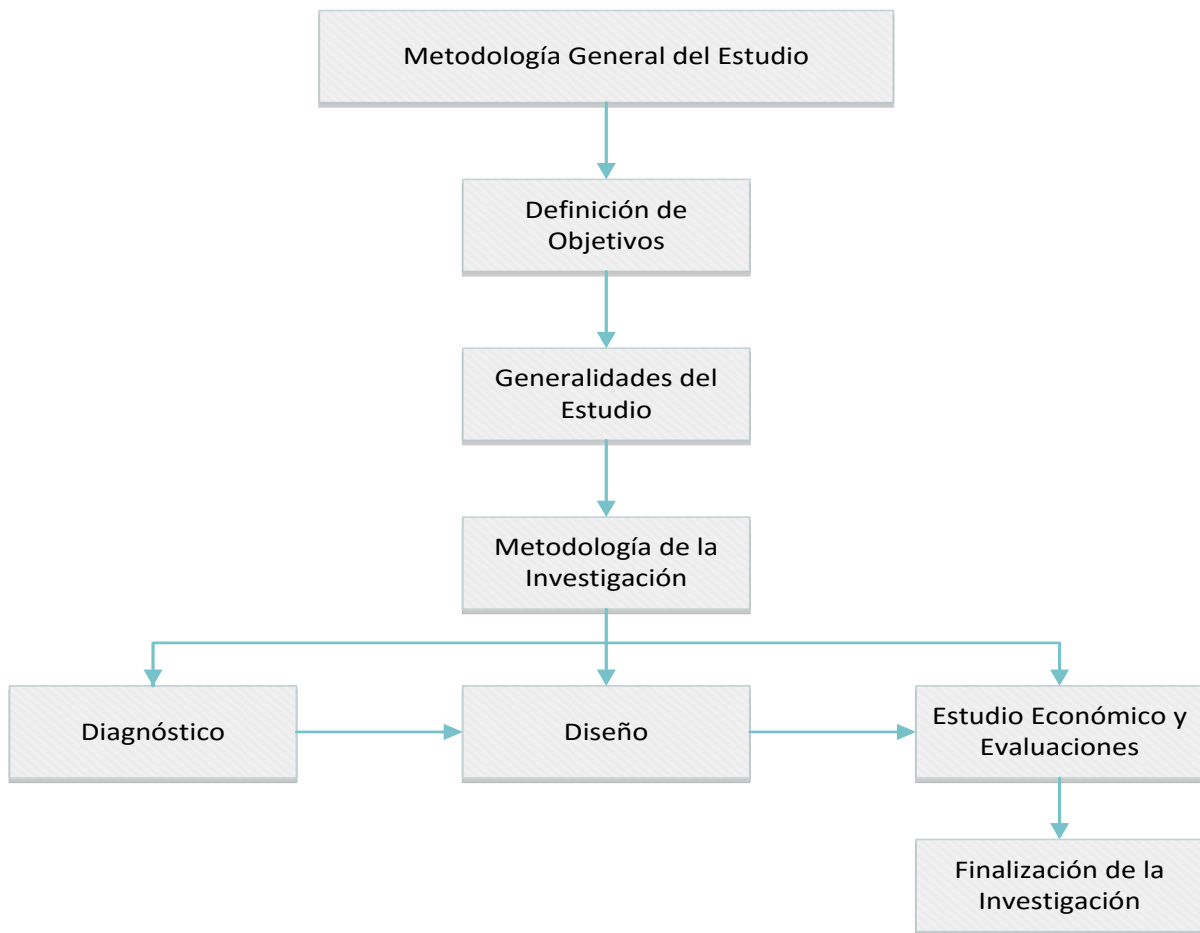 Metodología General del Estudio
Definición de
Objetivos
Generalidades del
Estudio
Metodología de la
Investigación
Diagnóstico
Diseño
Estudio Económico y
Evaluaciones
Finalización de la
Investigación